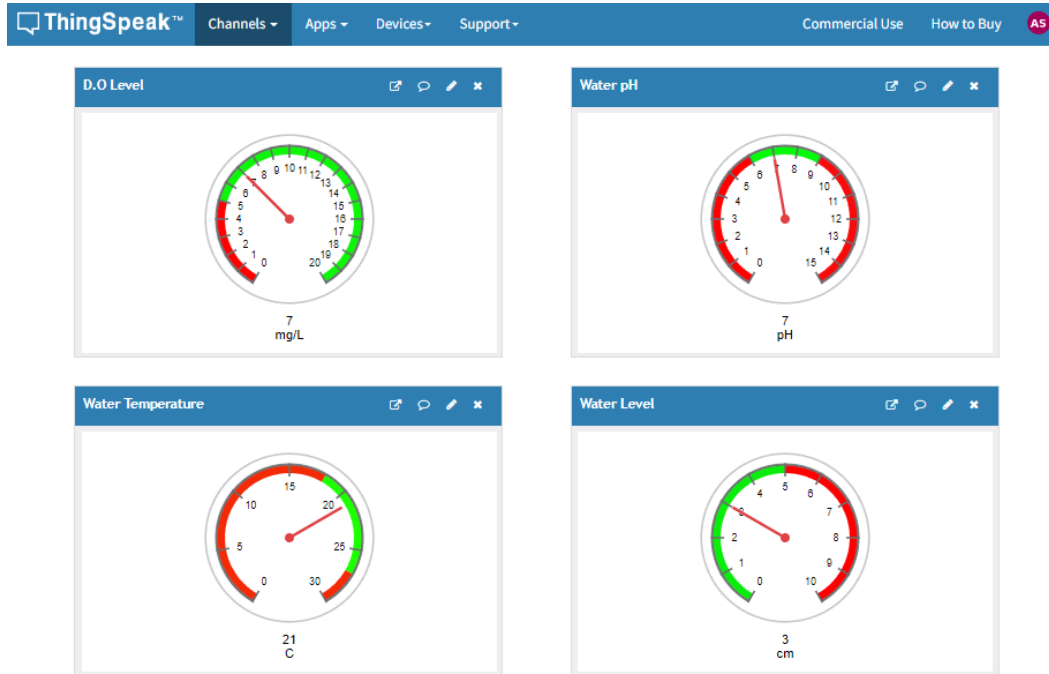 ThingSpeak™ Channels Apps Devices Support Commercial Use How to Buy AS
D.O Level
0 1 2 3 4 5 6 7 8 9 10 11 12 13 14 15 16 17 18 19 20
7
mg/L
Water pH
0 1 2 3 4 5 6 7 8 9 10 11 12 13 14 15
7
pH
Water Temperature
0 5 10 15 20 25 30
21
C
Water Level
0 1 2 3 4 5 6 7 8 9 10
3
cm